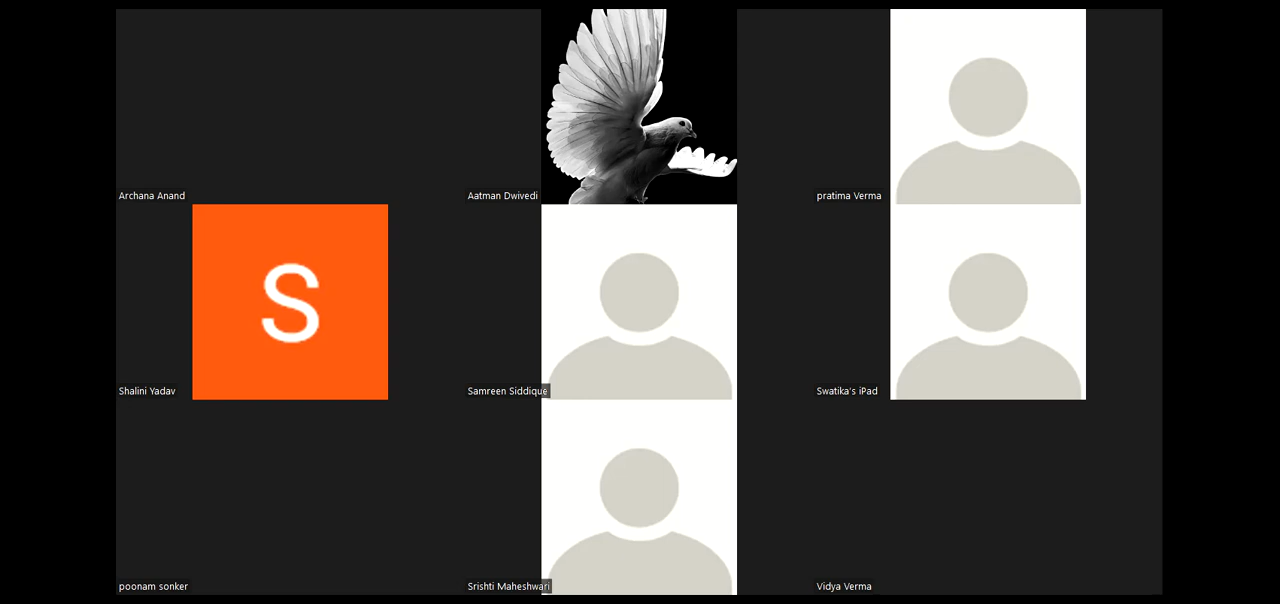 Archana Anand
Aatman Dwivedi
pratima Verma
S
Shalini Yadav
Samreen Siddique
Swatika's iPad
poonam sonker
Srishti Maheshwari
Vidya Verma